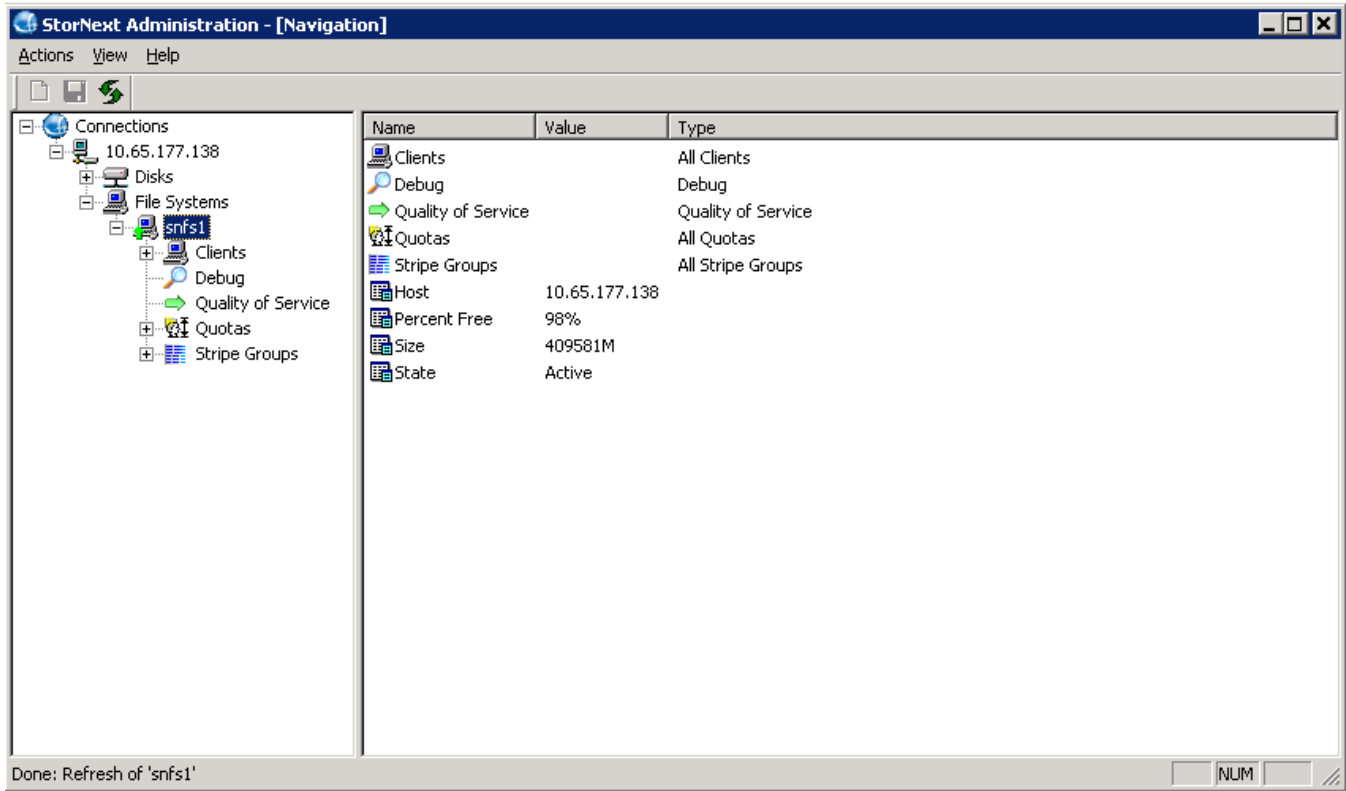 StorNext Administration - [Navigation]
Actions View Help
Connections
10.65.177.138
Disks
File Systems
snfs1
Clients
Debug
Quality of Service
Quotas
Stripe Groups
Name Value Type
Clients All Clients
Debug Debug
Quality of Service Quality of Service
Quotas All Quotas
Stripe Groups All Stripe Groups
Host 10.65.177.138
Percent Free 98%
Size 409581M
State Active
Done: Refresh of 'snfs1'
NUM